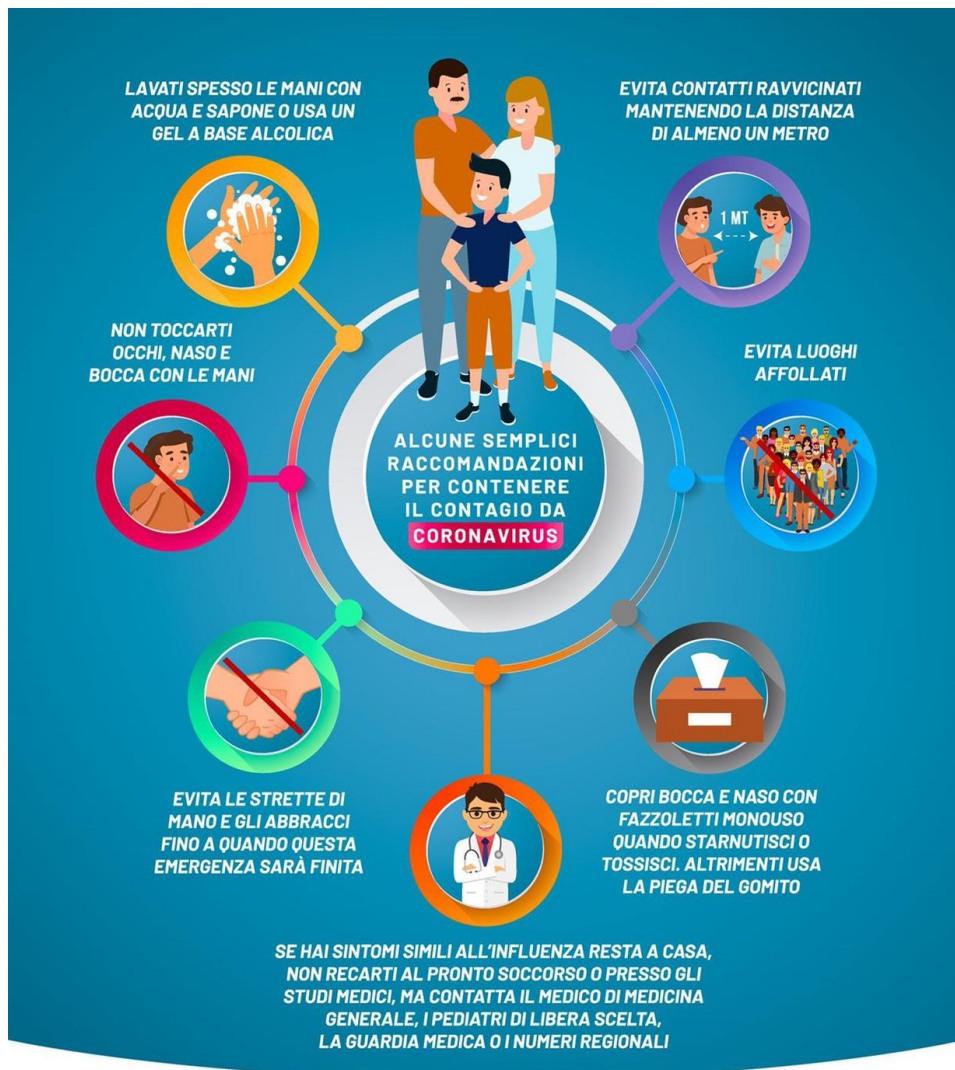 LAVATI SPESSO LE MANI CON
ACQUA E SAPONE O USA UN
GEL A BASE ALCOLICA
EVITA CONTATTI RAVVICINATI
MANTENENDO LA DISTANZA
DI ALMENO UN METRO
1 MT
NON TOCCARTI
OCCHI, NASO E
BOCCA CON LE MANI
EVITA LUOGHI
AFFOLLATI
ALCUNE SEMPLICI
RACCOMANDAZIONI
PER CONTENERE
IL CONTAGIO DA
CORONAVIRUS
EVITA LE STRETTE DI
MANO E GLI ABBRACCI
FINO A QUANDO QUESTA
EMERGENZA SARÀ FINITA
COPRI BOCCA E NASO CON
FAZZOLETTI MONOUSO
QUANDO STARNUTISCI O
TOSSISCI. ALTRIMENTI USA
LA PIEGA DEL GOMITO
SE HAI SINTOMI SIMILI ALL'INFLUENZA RESTA A CASA,
NON RECARTI AL PRONTO SOCCORSO O PRESSO GLI
STUDI MEDICI, MA CONTATTA IL MEDICO DI MEDICINA
GENERALE, I PEDIATRI DI LIBERA SCELTA,
LA GUARDIA MEDICA O I NUMERI REGIONALI